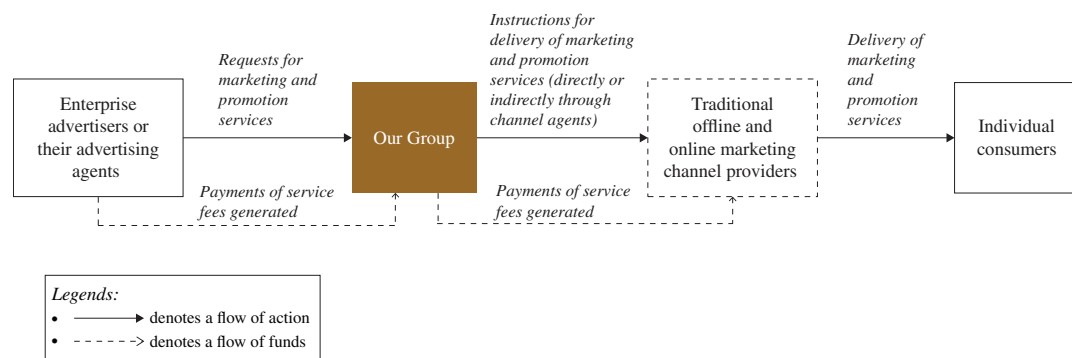 Enterprise
advertisers or
their advertising
agents
Requests for
marketing and
promotion
services
Payments of service
fees generated
Our Group
Instructions for
delivery of marketing
and promotion
services (directly or
indirectly through
channel agents)
Payments of service
fees generated
Traditional
offline and
online marketing
channel providers
Delivery of
marketing
and
promotion
services
Individual
consumers
Legends:
• denotes a flow of action
• denotes a flow of funds